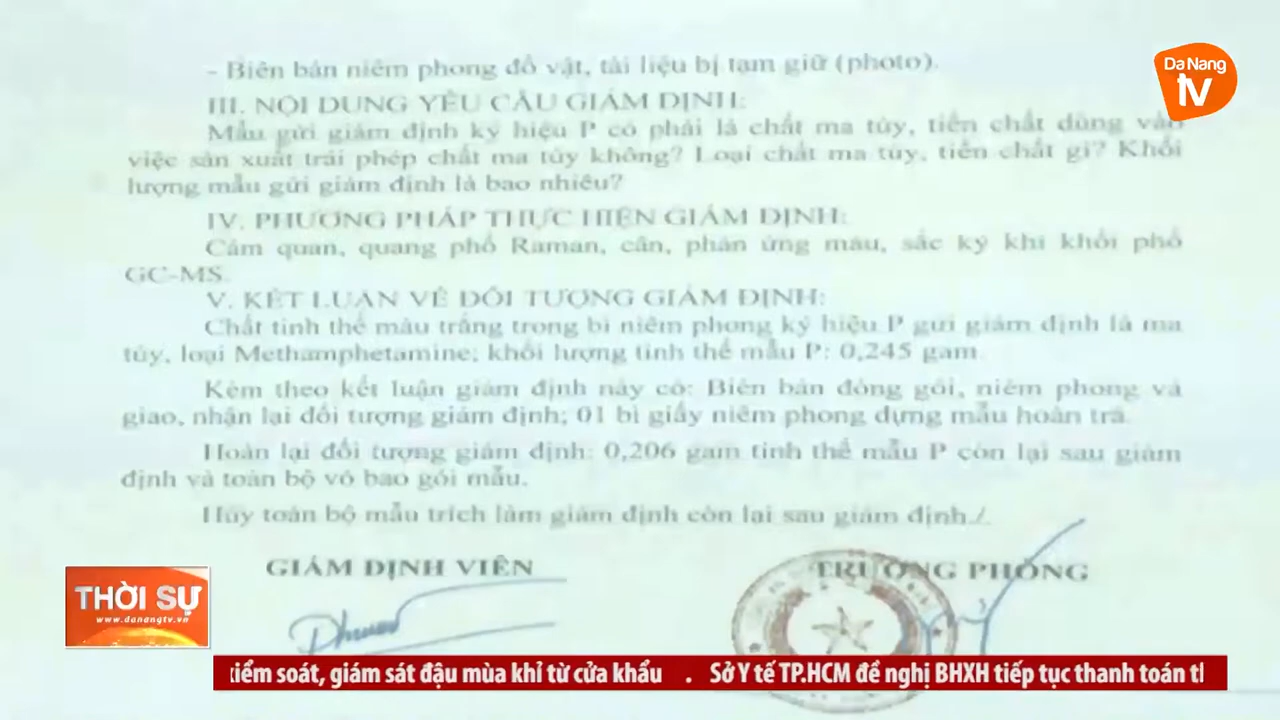 - Biên bản niêm phong đồ vật, tài liệu bị tạm giữ (photo).
III. NỘI DUNG YÊU CẦU GIÁM ĐỊNH:
Mẫu gửi giám định ký hiệu P có phải là chất ma túy, tiền chất dùng vào
việc sản xuất trái phép chất ma túy không? Loại chất ma túy, tiền chất gì? Khối
lượng mẫu gửi giám định là bao nhiêu?
IV. PHƯƠNG PHÁP THỰC HIỆN GIÁM ĐỊNH:
Cảm quan, quang phổ Raman, cân, phản ứng màu, sắc ký khí khối phổ
GC-MS.
V. KẾT LUẬN VỀ ĐỐI TƯỢNG GIÁM ĐỊNH:
Chất tinh thể màu trắng trong bì niêm phong ký hiệu P gửi giám định là ma
túy, loại Methamphetamine; khối lượng tinh thể mẫu P: 0,245 gam.
Kèm theo kết luận giám định này có: Biên bản đóng gói, niêm phong và
giao, nhận lại đối tượng giám định; 01 bì giấy niêm phong đựng mẫu hoàn trả.
Hoàn lại đối tượng giám định: 0,206 gam tinh thể mẫu P còn lại sau giám
định và toàn bộ vỏ bao gói mẫu.
Hủy toàn bộ mẫu trích làm giám định còn lại sau giám định./.
GIÁM ĐỊNH VIÊN
TRƯỞNG PHÒNG
Da Nang
tv
THỜI SỰ
www.danangtv.vn
kiểm soát, giám sát đậu mùa khỉ từ cửa khẩu . Sở Y tế TP.HCM đề nghị BHXH tiếp tục thanh toán